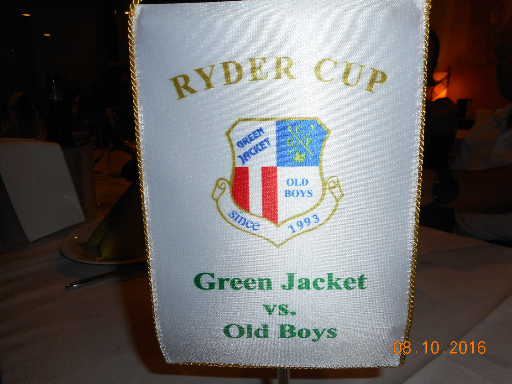 RYDER CUP
GREEN
JACKET
OLD
BOYS
since 1993
Green Jacket
vs.
Old Boys
08.10.2016